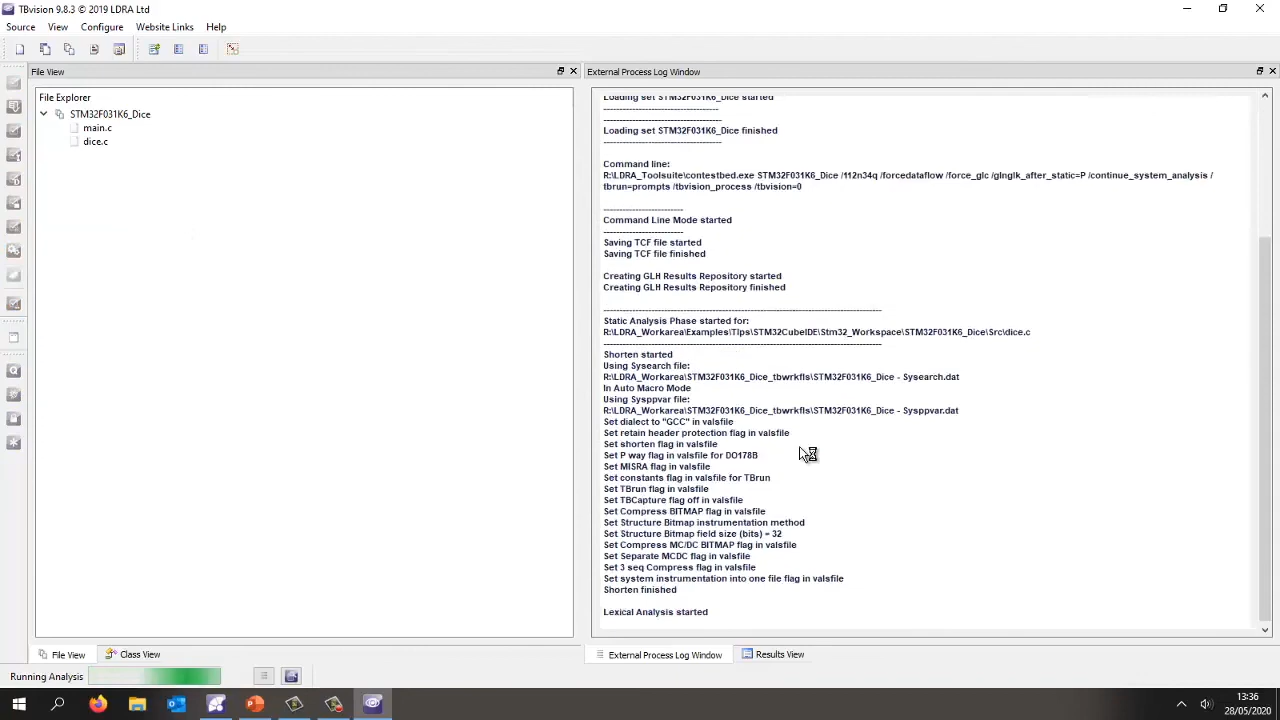 TBvision 9.8.3 © 2019 LDRA Ltd
Source View Configure Website Links Help
File View
File Explorer
STM32F031K6_Dice
main.c
dice.c
File View
Class View
External Process Log Window
Loading set STM32F031K6_Dice started
----------------------------------
-----------------------------------
Loading set STM32F031K6_Dice finished
-----------------------------------
Command line:
R:\LDRA_Toolsuite\contestbed.exe STM32F031K6_Dice /112n34q /forcedataflow /force_glc /glnglk_after_static=P /continue_system_analysis /
tbrun=prompts /tbvision_process /tbvision=0
------------------------
Command Line Mode started
------------------------
Saving TCF file started
Saving TCF file finished
Creating GLH Results Repository started
Creating GLH Results Repository finished
------------------------------------------------------------------------------------
Static Analysis Phase started for:
R:\LDRA_Workarea\Examples\Tlps\STM32CubeIDE\Stm32_Workspace\STM32F031K6_Dice\Src\dice.c
------------------------------------------------------------------------------------
Shorten started
Using Sysearch file:
R:\LDRA_Workarea\STM32F031K6_Dice_tbwrkfls\STM32F031K6_Dice - Sysearch.dat
In Auto Macro Mode
Using Sysppvar file:
R:\LDRA_Workarea\STM32F031K6_Dice_tbwrkfls\STM32F031K6_Dice - Sysppvar.dat
Set dialect to "GCC" in valsfile
Set retain header protection flag in valsfile
Set shorten flag in valsfile
Set P way flag in valsfile for DO178B
Set MISRA flag in valsfile
Set constants flag in valsfile for TBrun
Set TBrun flag in valsfile
Set TBCapture flag off in valsfile
Set Compress BITMAP flag in valsfile
Set Structure Bitmap instrumentation method
Set Structure Bitmap field size (bits) = 32
Set Compress MC/DC BITMAP flag in valsfile
Set Separate MCDC flag in valsfile
Set 3 seq Compress flag in valsfile
Set system instrumentation into one file flag in valsfile
Shorten finished
Lexical Analysis started
External Process Log Window
Results View
Running Analysis
13:36
28/05/2020